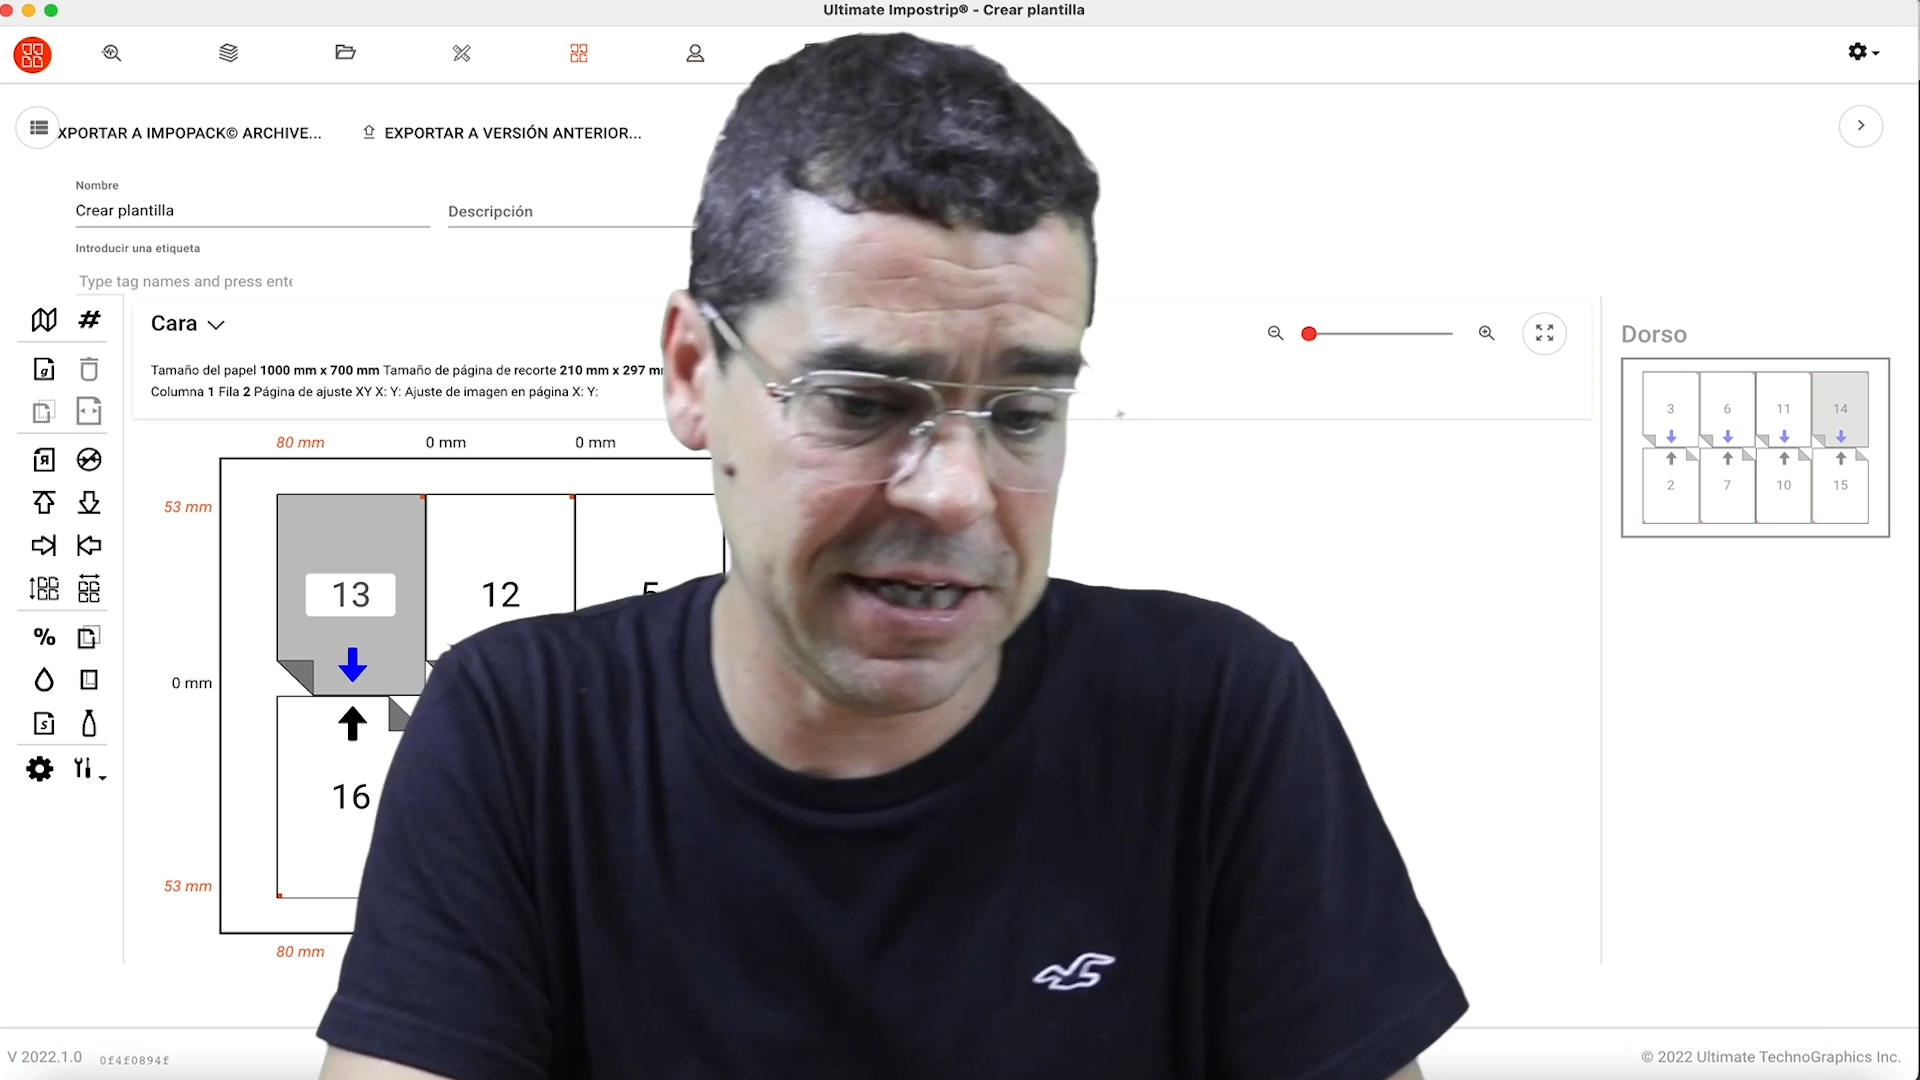 Ultimate Impostrip® - Crear plantilla
XPORTAR A IMPOPACK© ARCHIVE...
EXPORTAR A VERSIÓN ANTERIOR...
Nombre
Crear plantilla
Descripción
Introducir una etiqueta
Type tag names and press ente
Cara
Dorso
Tamaño del papel 1000 mm x 700 mm Tamaño de página de recorte 210 mm x 297 m
Columna 1 Fila 2 Página de ajuste XY X: Y: Ajuste de imagen en página X: Y:
80 mm
0 mm
0 mm
53 mm
13
12
5
0 mm
16
53 mm
80 mm
3
6
11
14
2
7
10
15
V 2022.1.0
0f4f0894f
© 2022 Ultimate TechnoGraphics Inc.